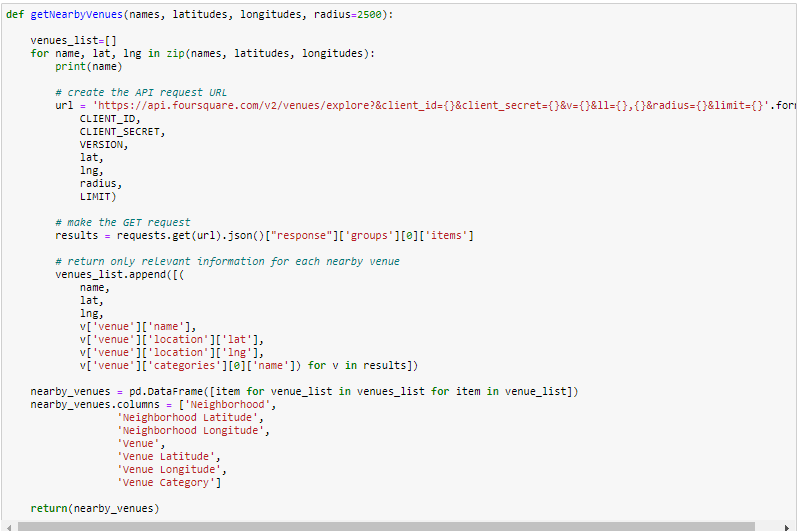 def getNearbyVenues(names, latitudes, longitudes, radius=2500):
venues_list=[]
for name, lat, lng in zip(names, latitudes, longitudes):
print(name)
# create the API request URL
url = 'https://api.foursquare.com/v2/venues/explore?&client_id={}&client_secret={}&v={}&ll={},{}&radius={}&limit={}'.for
CLIENT_ID,
CLIENT_SECRET,
VERSION,
lat,
lng,
radius,
LIMIT)
# make the GET request
results = requests.get(url).json()["response"]['groups'][0]['items']
# return only relevant information for each nearby venue
venues_list.append([(
name,
lat,
lng,
v['venue']['name'],
v['venue']['location']['lat'],
v['venue']['location']['lng'],
v['venue']['categories'][0]['name']) for v in results])
nearby_venues = pd.DataFrame([item for venue_list in venues_list for item in venue_list])
nearby_venues.columns = ['Neighborhood',
'Neighborhood Latitude',
'Neighborhood Longitude',
'Venue',
'Venue Latitude',
'Venue Longitude',
'Venue Category']
return(nearby_venues)